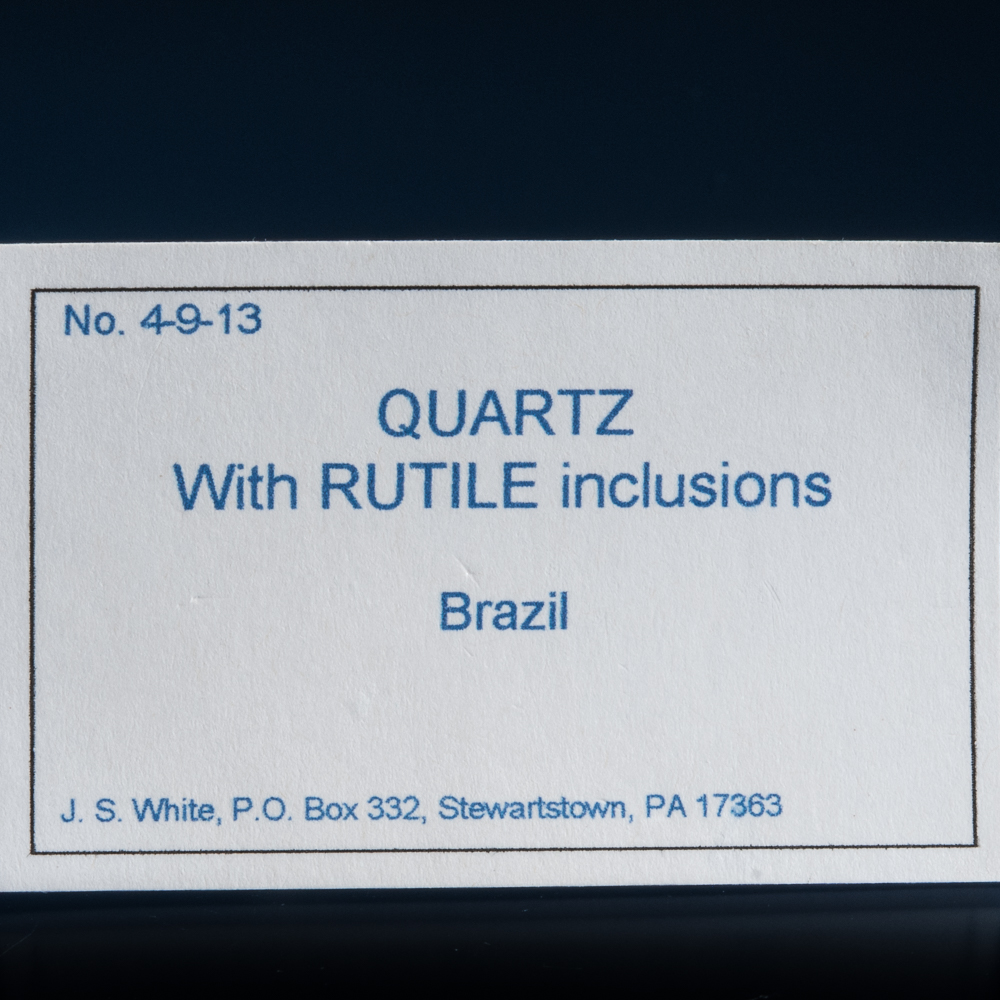 No. 4-9-13
QUARTZ
With RUTILE inclusions
Brazil
J. S. White, P.O. Box 332, Stewartstown, PA 17363